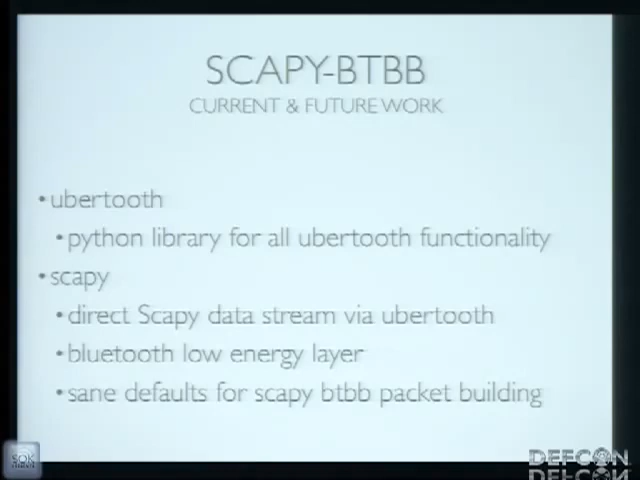 SCAPY-BTBB
CURRENT & FUTURE WORK
•ubertooth
•python library for all ubertooth functionality
•scapy
•direct Scapy data stream via ubertooth
•bluetooth low energy layer
•sane defaults for scapy btbb packet building
SOK
DEFCON